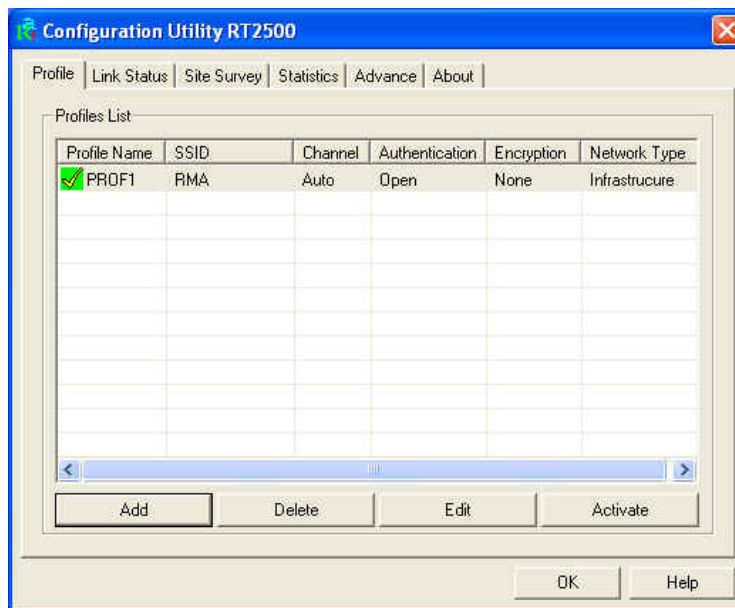 Configuration Utility RT2500
Profile Link Status Site Survey Statistics Advance About
Profiles List
Profile Name SSID Channel Authentication Encryption Network Type
PROF1 RMA Auto Open None Infrastrucure
Add Delete Edit Activate
OK Help